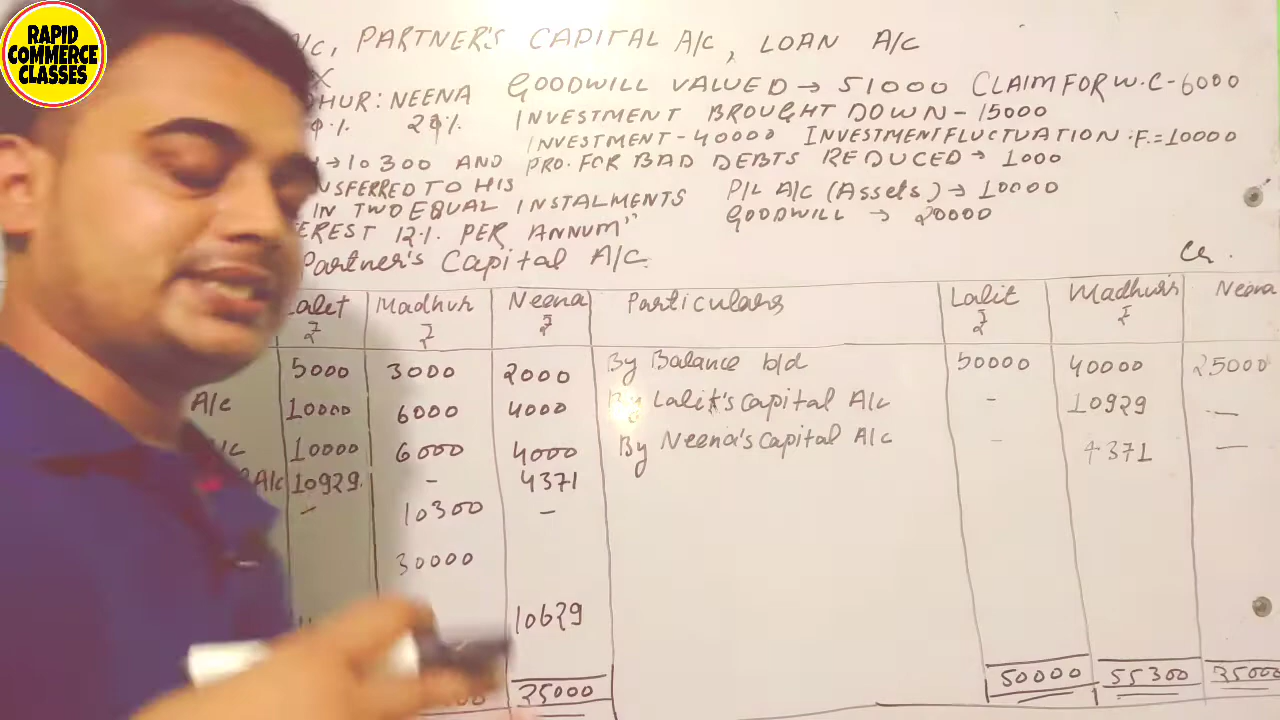 RAPID
COMMERCE
CLASSES
A/C, PARTNER'S CAPITAL A/C, LOAN A/C
HUR: NEENA GOODWILL VALUED → 51000 CLAIM FOR W.C - 6000
INVESTMENT BROUGHT DOWN - 15000
INVESTMENT - 40000 INVESTMENT FLUCTUATION .F. = 10000
→ 10300 AND PRO. FOR BAD DEBTS REDUCED → 1000
NSFERRED TO HIS P/L A/C (Assets) → 10000
IN TWO EQUAL INSTALMENTS GOODWILL → 20000
EREST 12%. PER ANNUM"
Partner's Capital A/C. Cr.
Lalet Madhur Neena Particulars Lalit Madhur's Neena
₹ ₹ ₹ ₹ ₹
5000 3000 2000 By Balance b/d 50000 40000 25000
A/c 10000 6000 4000 By Lalit's Capital A/c - 10929 -
A/c 10000 6000 4000 By Neena's Capital A/c - 4371 -
A/c 10929. - 4371
- 10300 -
30000
10629
35000 50000 55300 35000